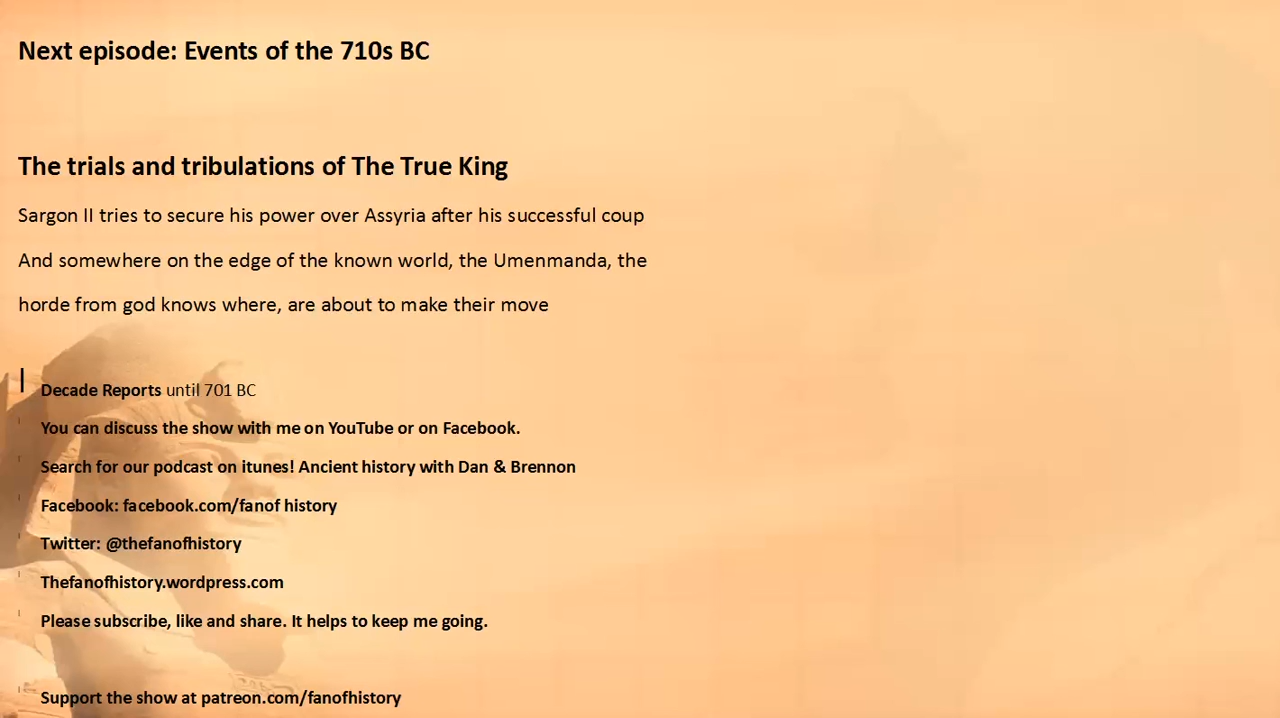 Next episode: Events of the 710s BC
The trials and tribulations of The True King
Sargon II tries to secure his power over Assyria after his successful coup
And somewhere on the edge of the known world, the Umenmanda, the
horde from god knows where, are about to make their move
Decade Reports until 701 BC
You can discuss the show with me on YouTube or on Facebook.
Search for our podcast on itunes! Ancient history with Dan & Brennon
Facebook: facebook.com/fanof history
Twitter: @thefanofhistory
Thefanofhistory.wordpress.com
Please subscribe, like and share. It helps to keep me going.
Support the show at patreon.com/fanofhistory